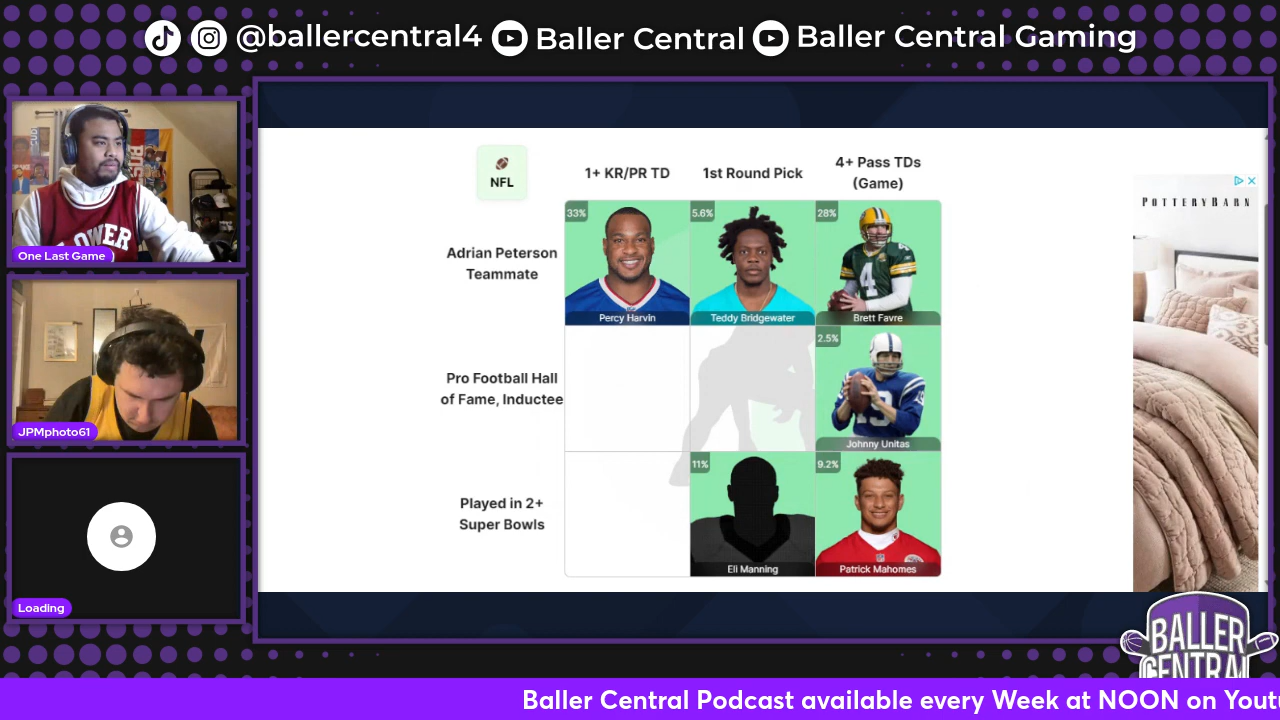 @ballercentral4 Baller Central Baller Central Gaming
NFL
1+ KR/PR TD
1st Round Pick
4+ Pass TDs
(Game)
Adrian Peterson
Teammate
33%
Percy Harvin
5.6%
Teddy Bridgewater
28%
4
Brett Favre
Pro Football Hall
of Fame, Inductee
2.5%
19
Johnny Unitas
Played in 2+
Super Bowls
11%
Eli Manning
9.2%
Patrick Mahomes
POTTERY BARN
One Last Game
JPMphoto61
Loading
BALLER
CENTRAL
Baller Central Podcast available every Week at NOON on Yout